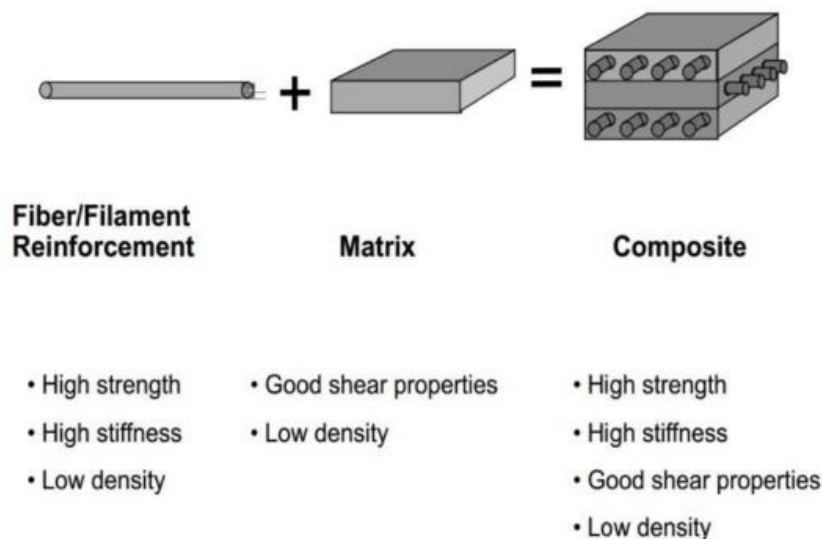 +
=
Fiber/Filament
Reinforcement
Matrix
Composite
• High strength
• High stiffness
• Low density
• Good shear properties
• Low density
• High strength
• High stiffness
• Good shear properties
• Low density